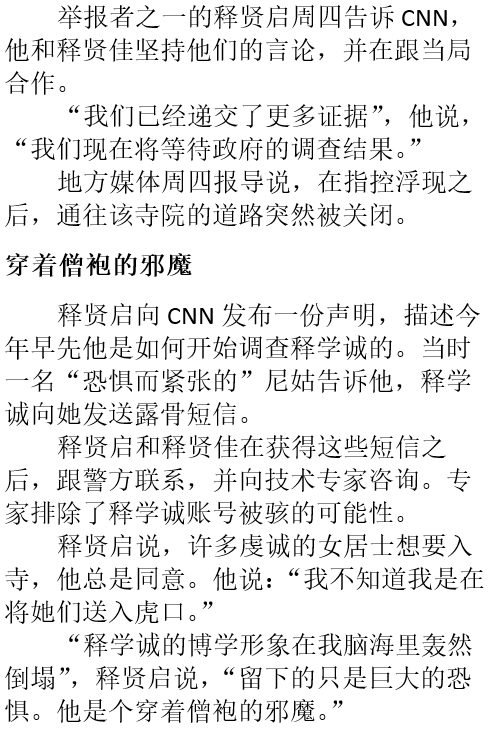 举报者之一的释贤启周四告诉 CNN，
他和释贤佳坚持他们的言论，并在跟当局
合作。
“我们已经递交了更多证据”，他说，
“我们现在将等待政府的调查结果。”
地方媒体周四报导说，在指控浮现之
后，通往该寺院的道路突然被关闭。
穿着僧袍的邪魔
释贤启向 CNN 发布一份声明，描述今
年早先他是如何开始调查释学诚的。当时
一名“恐惧而紧张的”尼姑告诉他，释学
诚向她发送露骨短信。
释贤启和释贤佳在获得这些短信之
后，跟警方联系，并向技术专家咨询。专
家排除了释学诚账号被骇的可能性。
释贤启说，许多虔诚的女居士想要入
寺，他总是同意。他说：“我不知道我是在
将她们送入虎口。”
“释学诚的博学形象在我脑海里轰然
倒塌”，释贤启说，“留下的只是巨大的恐
惧。他是个穿着僧袍的邪魔。”